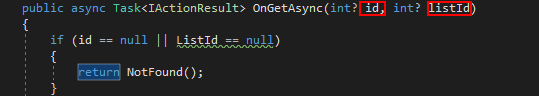 public async Task<IActionResult> OnGetAsync(int? id, int? listId)
{
if (id == null || ListId == null)
{
return NotFound();
}